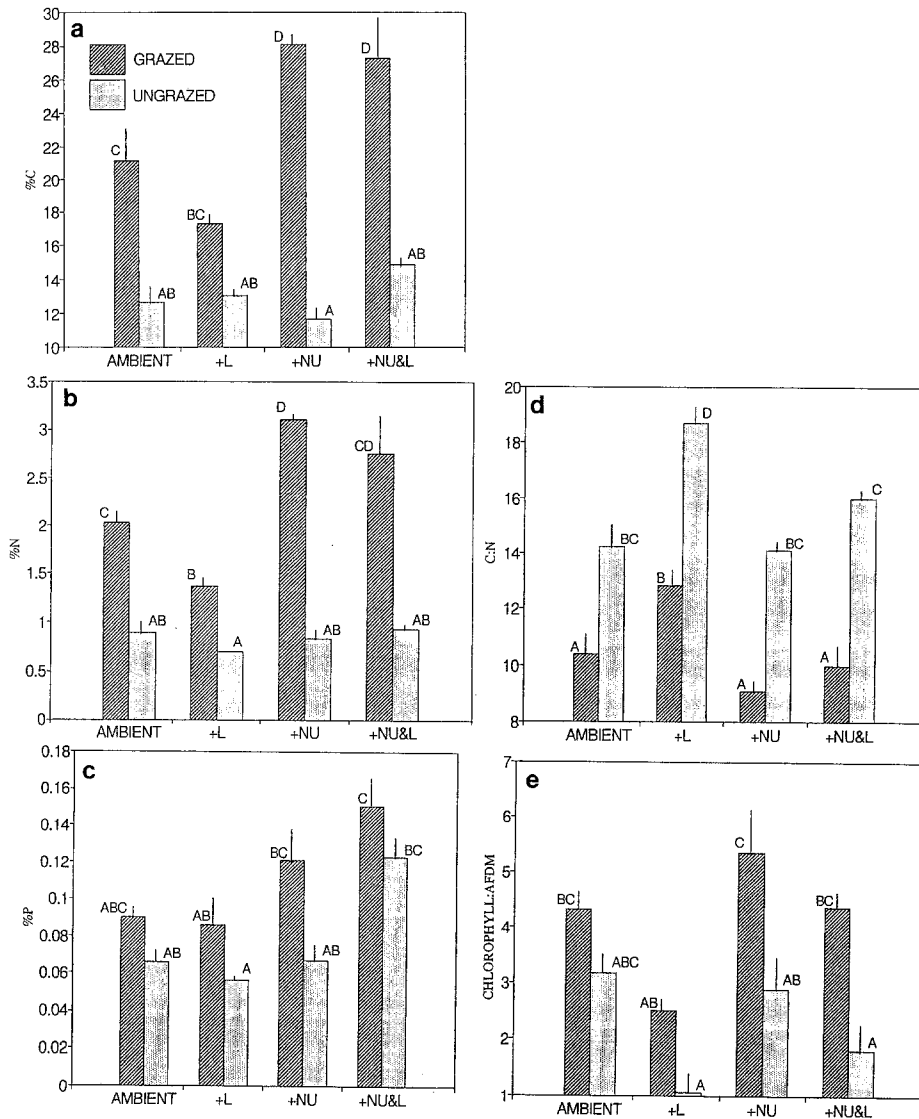 a
30
28
26
24
22
20
18
16
14
12
10
%C
GRAZED
UNGRAZED
C
AB
BC
AB
D
A
D
AB
AMBIENT +L +NU +NU&L
b
3.5
3
2.5
2
1.5
1
0.5
0
%N
C
AB
B
A
D
AB
CD
AB
AMBIENT +L +NU +NU&L
c
0.18
0.16
0.14
0.12
0.1
0.08
0.06
0.04
0.02
0
%P
ABC
AB
AB
A
BC
AB
C
BC
AMBIENT +L +NU +NU&L
d
20
18
16
14
12
10
8
C:N
A
BC
B
D
A
BC
A
C
AMBIENT +L +NU +NU&L
e
7
6
5
4
3
2
1
CHLOROPHYLL:AFDM
BC
ABC
AB
A
C
AB
BC
A
AMBIENT +L +NU +NU&L